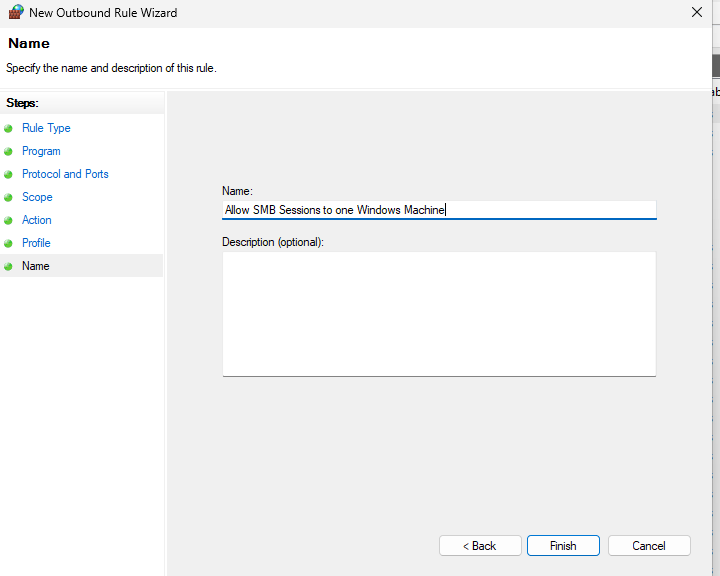 New Outbound Rule Wizard
Name
Specify the name and description of this rule.
Steps:
Rule Type
Program
Protocol and Ports
Scope
Action
Profile
Name
Name:
Allow SMB Sessions to one Windows Machine
Description (optional):
< Back
Finish
Cancel